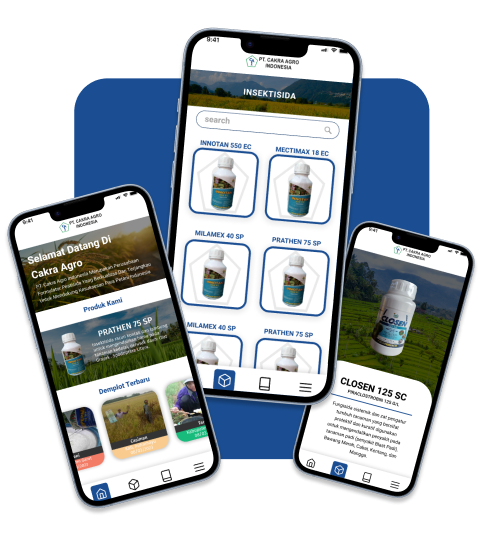 9:41
PT. CAKRA AGRO
INDONESIA
INSEKTISIDA
search
INNOTAN 550 EC
MECTIMAX 18 EC
MILAMEX 40 SP
PRATHEN 75 SP
MILAMEX 40 SP
PRATHEN 75 SP
9:41
PT. CAKRA AGRO
INDONESIA
Selamat Datang Di
Cakra Agro
PT. Cakra Agro Indonesia Merupakan Perusahaan
Formulator Pestisida Yang Berkualitas Dan Terjangkau
Untuk Mendukung Kesuburan Para Petani Indonesia
Produk Kami
PRATHEN 75 SP
Demplot Terbaru
9:41
PT. CAKRA AGRO
INDONESIA
CLOSEN
CLOSEN 125 SC
PIRACLOSTROBIN 125 G/L
Fungisida sistemik dan zat pengatur
tumbuh tanaman yang bersifat
protektif dan kuratif digunakan
untuk mengendalikan penyakit pada
tanaman padi (penyakit Blast Padi),
Bawang Merah, Cabai, Kentang, dan
Mangga.